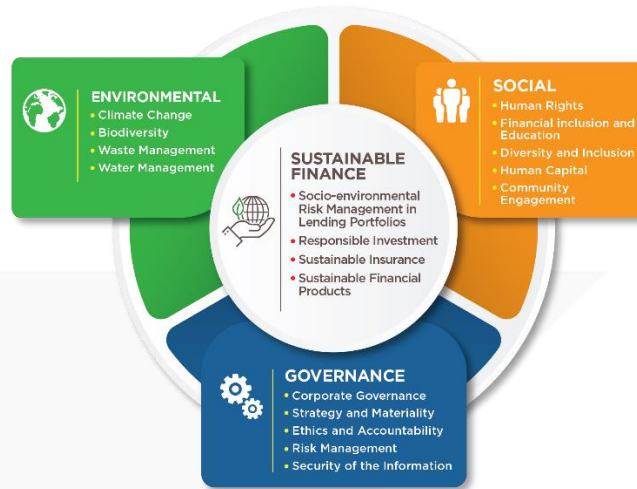 ENVIRONMENTAL
• Climate Change
• Biodiversity
• Waste Management
• Water Management
SOCIAL
• Human Rights
• Financial inclusion and
Education
• Diversity and Inclusion
• Human Capital
• Community
Engagement
SUSTAINABLE
FINANCE
• Socio-environmental
Risk Management in
Lending Portfolios
• Responsible Investment
• Sustainable Insurance
• Sustainable Financial
Products
GOVERNANCE
• Corporate Governance
• Strategy and Materiality
• Ethics and Accountability
• Risk Management
• Security of the Information